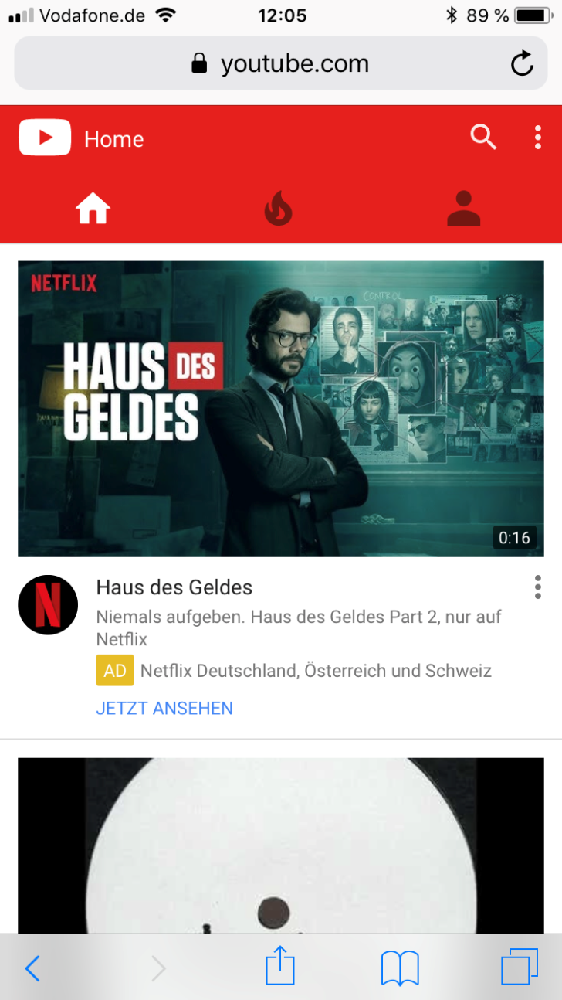 Vodafone.de 12:05 89 %
youtube.com
Home
NETFLIX
CONTROL
HAUS DES
GELDES
0:16
Haus des Geldes
Niemals aufgeben. Haus des Geldes Part 2, nur auf
Netflix
AD Netflix Deutschland, Österreich und Schweiz
JETZT ANSEHEN